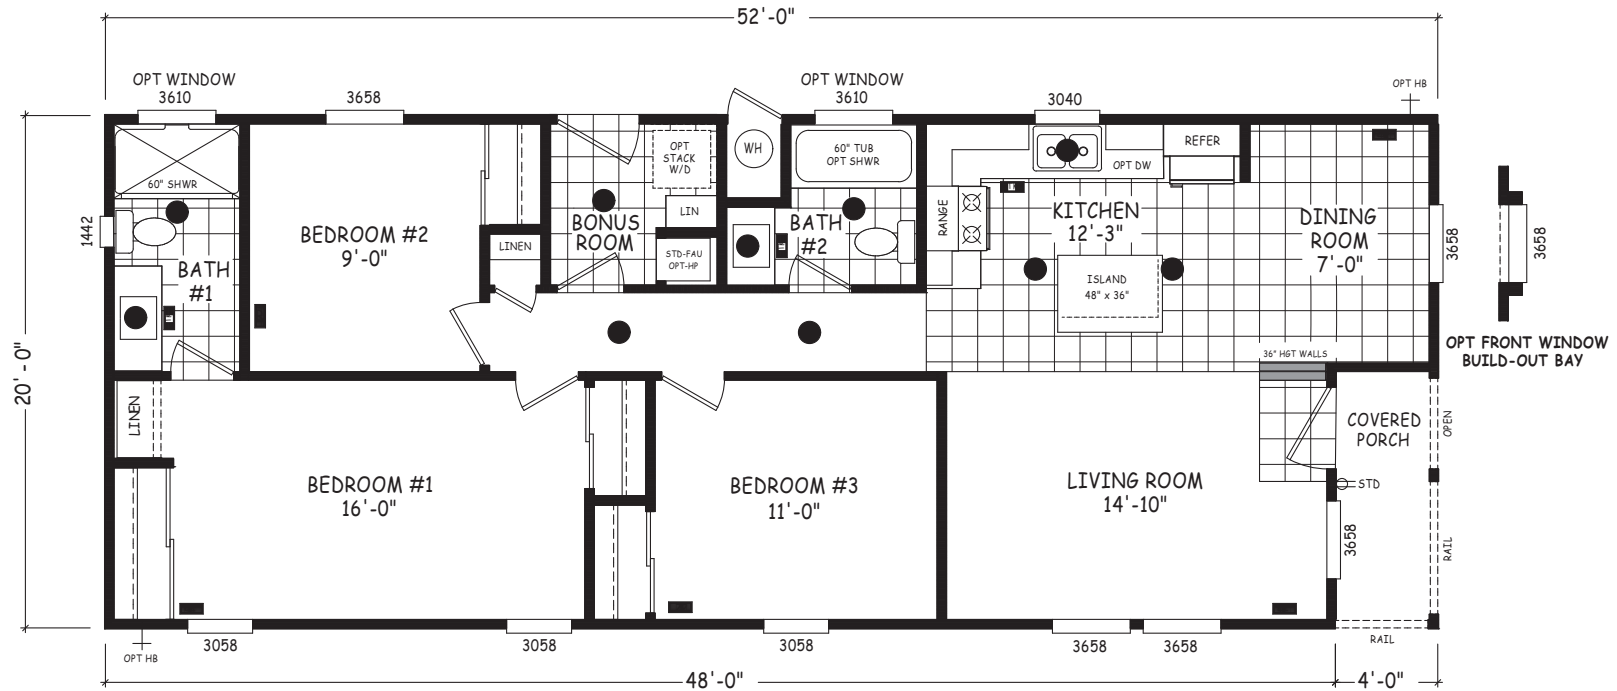 52'-0"
OPT WINDOW
3610
3658
OPT WINDOW
3610
3040
OPT HB
60" SHWR
OPT
STACK
W/D
WH
60" TUB
OPT SHWR
OPT DW
REFER
1442
BATH
#1
BEDROOM #2
9'-0"
LINEN
BONUS
ROOM
LIN
STD-FAU
OPT-HP
BATH
#2
RANGE
KITCHEN
12'-3"
ISLAND
48" x 36"
DINING
ROOM
7'-0"
3658
3658
OPT FRONT WINDOW
BUILD-OUT BAY
20'-0"
36" HGT WALLS
LINEN
BEDROOM #1
16'-0"
BEDROOM #3
11'-0"
LIVING ROOM
14'-10"
COVERED
PORCH
OPEN
STD
3658
RAIL
RAIL
OPT HB
3058
3058
3058
3658
3658
48'-0"
4'-0"